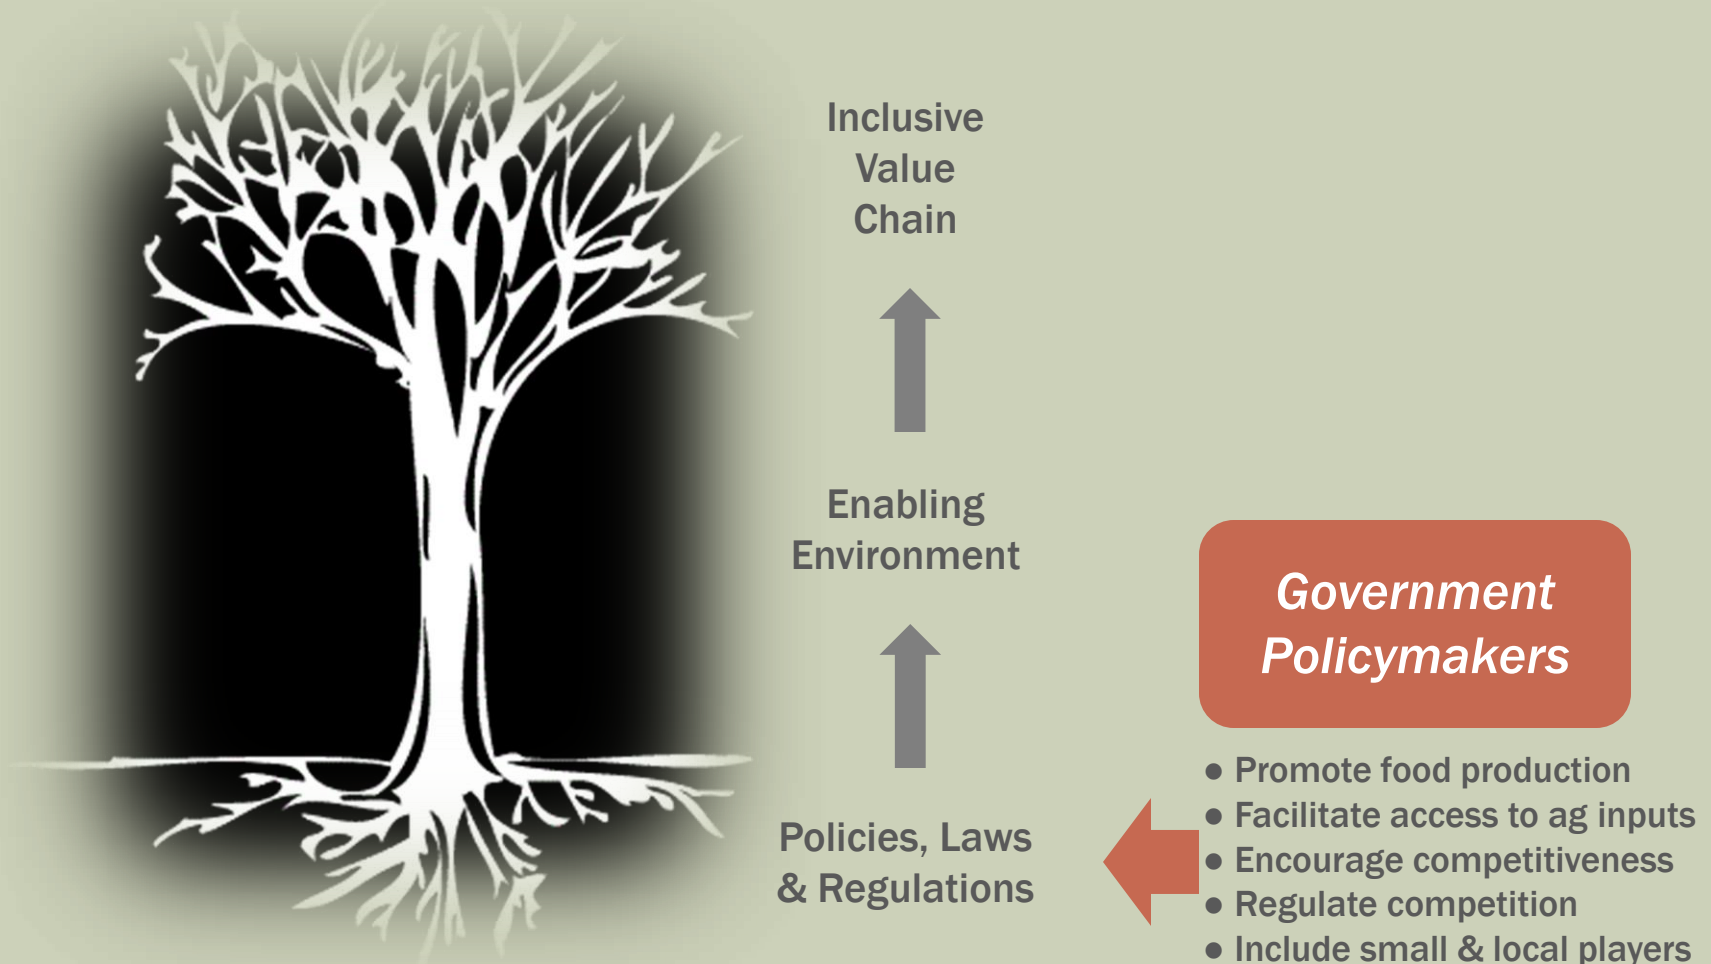 Inclusive
Value
Chain
Enabling
Environment
Policies, Laws
& Regulations
Government
Policymakers
● Promote food production
● Facilitate access to ag inputs
● Encourage competitiveness
● Regulate competition
● Include small & local players